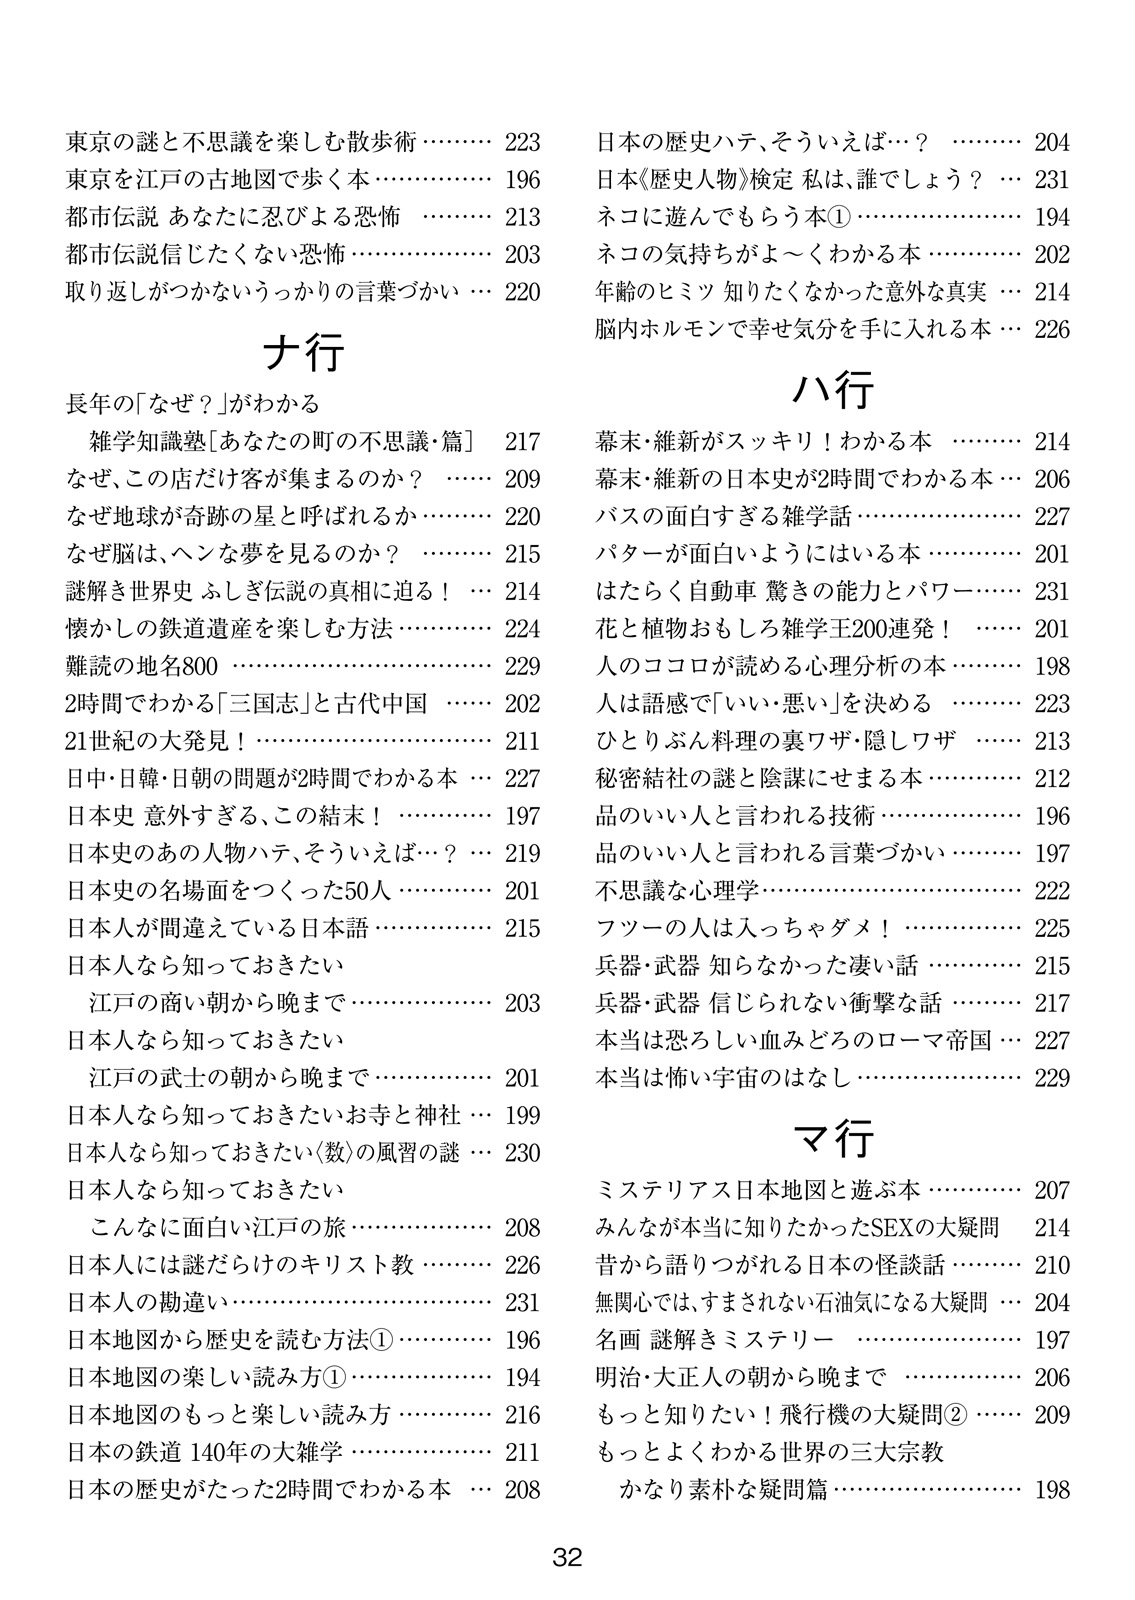 東京の謎と不思議を楽しむ散歩術……… 223
東京を江戸の古地図で歩く本…………… 196
都市伝説 あなたに忍びよる恐怖 ……… 213
都市伝説信じたくない恐怖……………… 203
取り返しがつかないうっかりの言葉づかい … 220
ナ行
長年の「なぜ?」がわかる
雑学知識塾[あなたの町の不思議・篇] 217
なぜ、この店だけ客が集まるのか? …… 209
なぜ地球が奇跡の星と呼ばれるか……… 220
なぜ脳は、ヘンな夢を見るのか? ……… 215
謎解き世界史 ふしぎ伝説の真相に迫る! … 214
懐かしの鉄道遺産を楽しむ方法………… 224
難読の地名800 …………………………… 229
2時間でわかる「三国志」と古代中国 …… 202
21世紀の大発見!………………………… 211
日中・日韓・日朝の問題が2時間でわかる本 … 227
日本史 意外すぎる、この結末! ………… 197
日本史のあの人物ハテ、そういえば…? … 219
日本史の名場面をつくった50人………… 201
日本人が間違えている日本語…………… 215
日本人なら知っておきたい
江戸の商い朝から晩まで……………… 203
日本人なら知っておきたい
江戸の武士の朝から晩まで…………… 201
日本人なら知っておきたいお寺と神社 … 199
日本人なら知っておきたい〈数〉の風習の謎 … 230
日本人なら知っておきたい
こんなに面白い江戸の旅……………… 208
日本人には謎だらけのキリスト教 ……… 226
日本人の勘違い…………………………… 231
日本地図から歴史を読む方法①………… 196
日本地図の楽しい読み方①……………… 194
日本地図のもっと楽しい読み方………… 216
日本の鉄道 140年の大雑学 ……………… 211
日本の歴史がたった2時間でわかる本 … 208
日本の歴史ハテ、そういえば…? ……… 204
日本《歴史人物》検定 私は、誰でしょう? … 231
ネコに遊んでもらう本①………………… 194
ネコの気持ちがよ〜くわかる本………… 202
年齢のヒミツ 知りたくなかった意外な真実 … 214
脳内ホルモンで幸せ気分を手に入れる本 … 226
ハ行
幕末・維新がスッキリ!わかる本 ……… 214
幕末・維新の日本史が2時間でわかる本 … 206
バスの面白すぎる雑学話………………… 227
パターが面白いようにはいる本………… 201
はたらく自動車 驚きの能力とパワー…… 231
花と植物おもしろ雑学王200連発! …… 201
人のココロが読める心理分析の本……… 198
人は語感で「いい・悪い」を決める ……… 223
ひとりぶん料理の裏ワザ・隠しワザ …… 213
秘密結社の謎と陰謀にせまる本………… 212
品のいい人と言われる技術……………… 196
品のいい人と言われる言葉づかい……… 197
不思議な心理学…………………………… 222
フツーの人は入っちゃダメ! …………… 225
兵器・武器 知らなかった凄い話 ………… 215
兵器・武器 信じられない衝撃な話 ……… 217
本当は恐ろしい血みどろのローマ帝国 … 227
本当は怖い宇宙のはなし………………… 229
マ行
ミステリアス日本地図と遊ぶ本………… 207
みんなが本当に知りたかったSEXの大疑問 214
昔から語りつがれる日本の怪談話……… 210
無関心では、すまされない石油気になる大疑問 … 204
名画 謎解きミステリー ………………… 197
明治・大正人の朝から晩まで …………… 206
もっと知りたい!飛行機の大疑問② …… 209
もっとよくわかる世界の三大宗教
かなり素朴な疑問篇…………………… 198
32